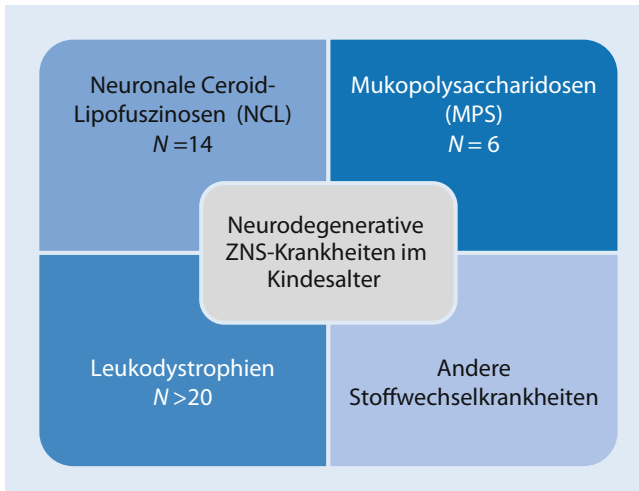 Neuronale Ceroid-
Lipofuszinosen (NCL)
N =14
Mukopolysaccharidosen
(MPS)
N = 6
Neurodegenerative
ZNS-Krankheiten im
Kindesalter
Leukodystrophien
N >20
Andere
Stoffwechselkrankheiten